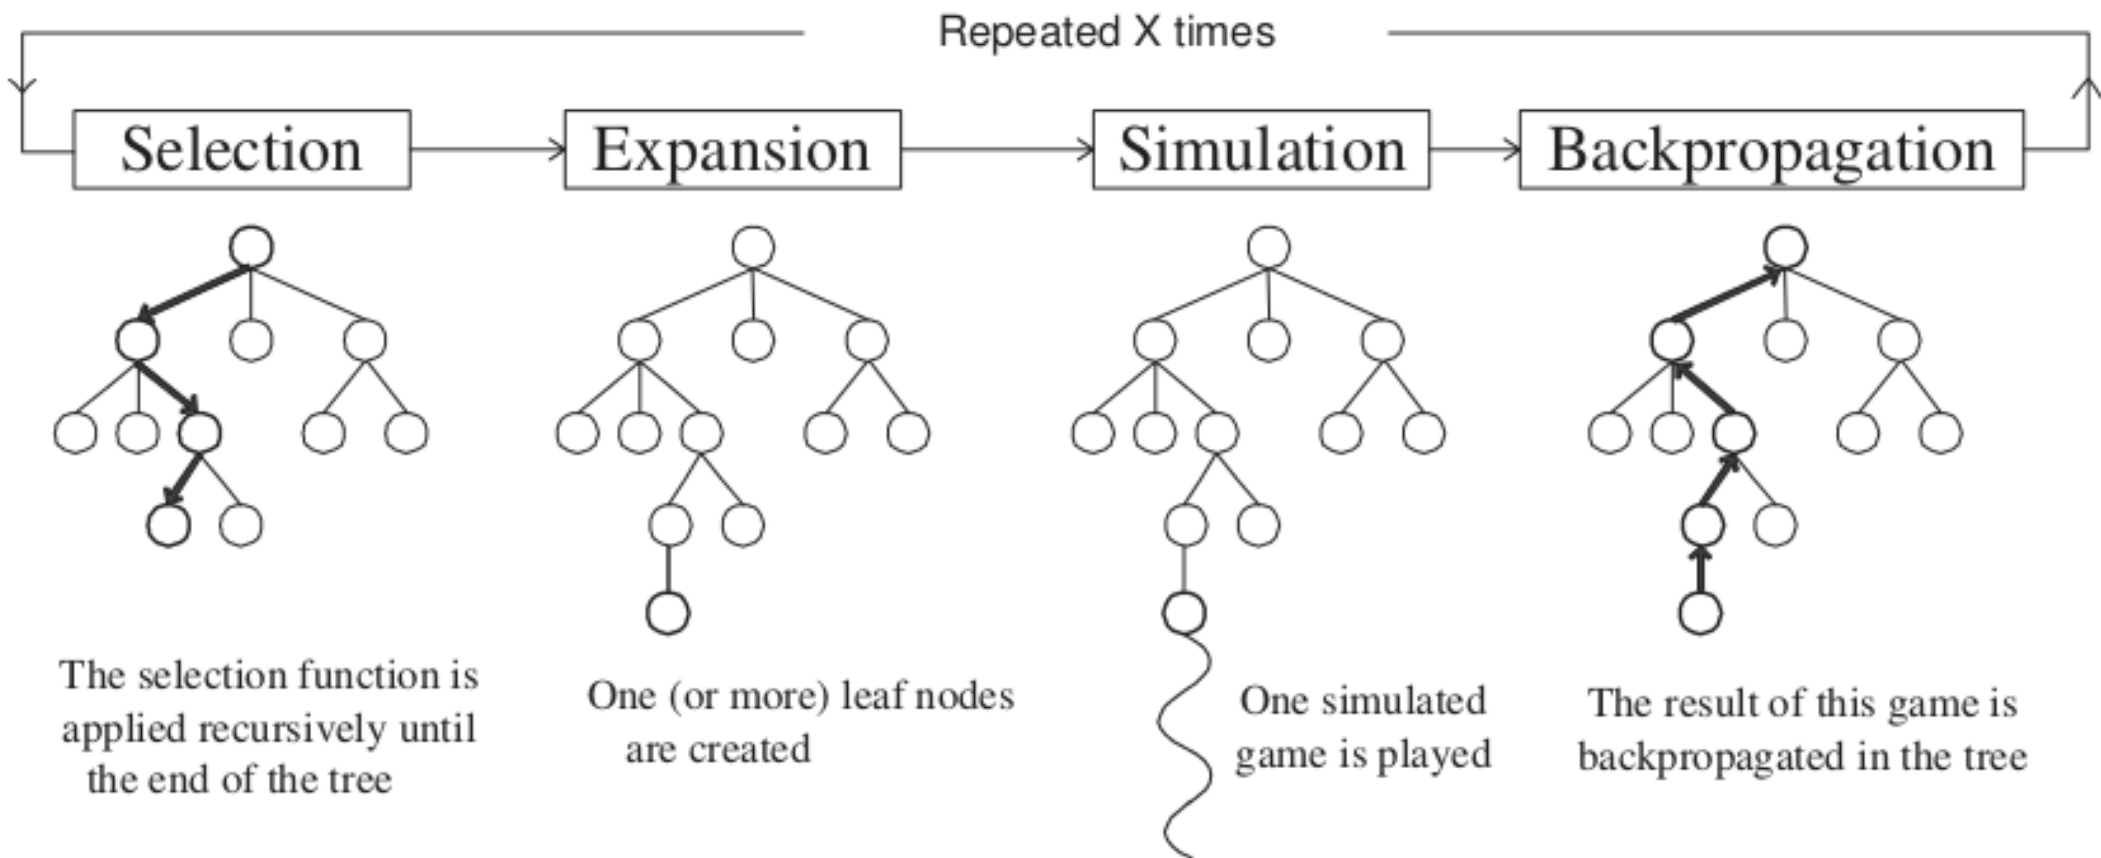 Repeated X times
Selection
Expansion
Simulation
Backpropagation
The selection function is
applied recursively until
the end of the tree
One (or more) leaf nodes
are created
One simulated
game is played
The result of this game is
backpropagated in the tree